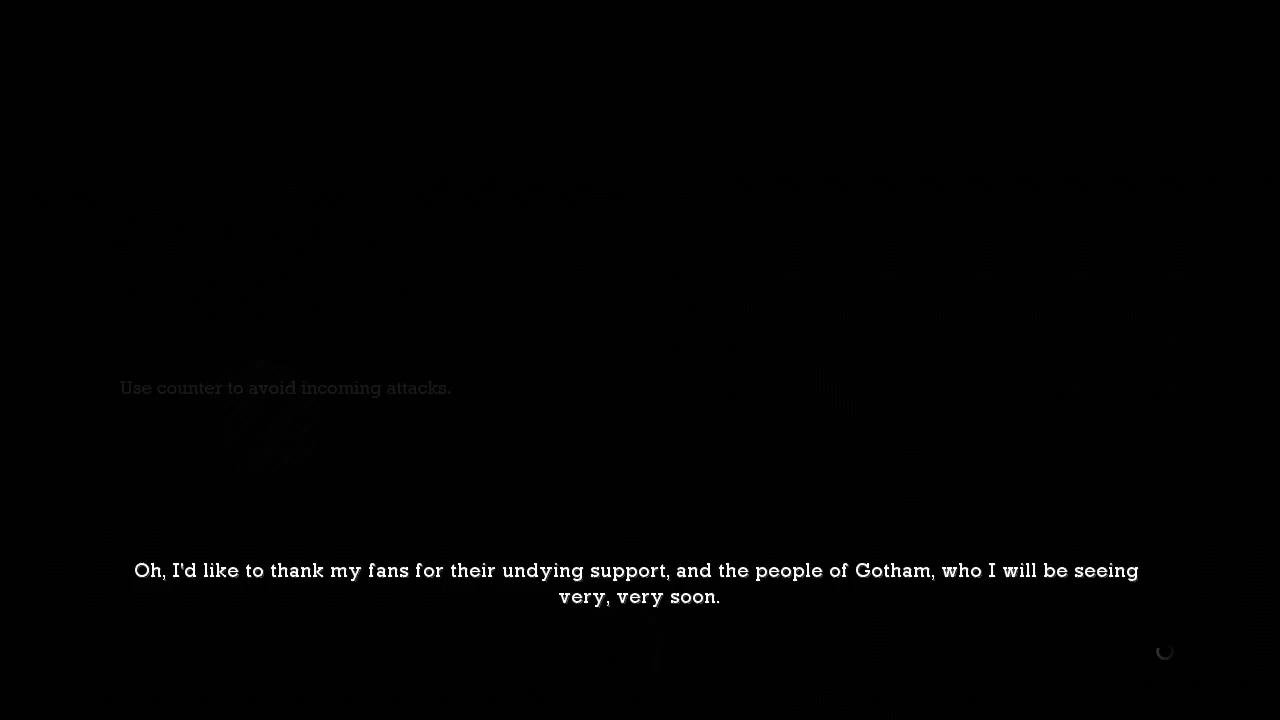 Use counter to avoid incoming attacks.
Oh, I'd like to thank my fans for their undying support, and the people of Gotham, who I will be seeing
very, very soon.